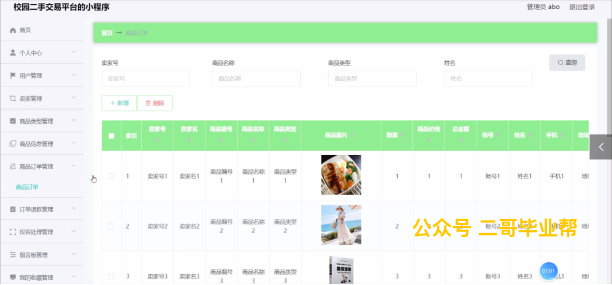 校园二手交易平台的小程序
管理员 abo 退出登录
首页
首页 商品订单
个人中心
用户管理
卖家管理
商品类型管理
商品信息管理
商品订单管理
商品订单
订单退款管理
投诉处理管理
留言板管理
我的收藏管理
卖家号 商品名称 商品类型 姓名
卖家号 商品名称 商品类型 姓名 查询
+ 新增 删除
索引 卖家号 卖家名 商品编号 商品名称 商品类型 商品图片 数量 商品价格 总金额 账号 姓名 手机
1 卖家号1 卖家名1 商品编号1 商品名称1 商品类型1 1 1 1 账号1 姓名1 手机1
2 卖家号2 卖家名2 商品编号2 商品名称2 商品类型2
公众号 二哥毕业帮
3 卖家号3 卖家名3 商品编号3 商品名称3 商品类型3 3 3 3 账号3 姓名3
01:01